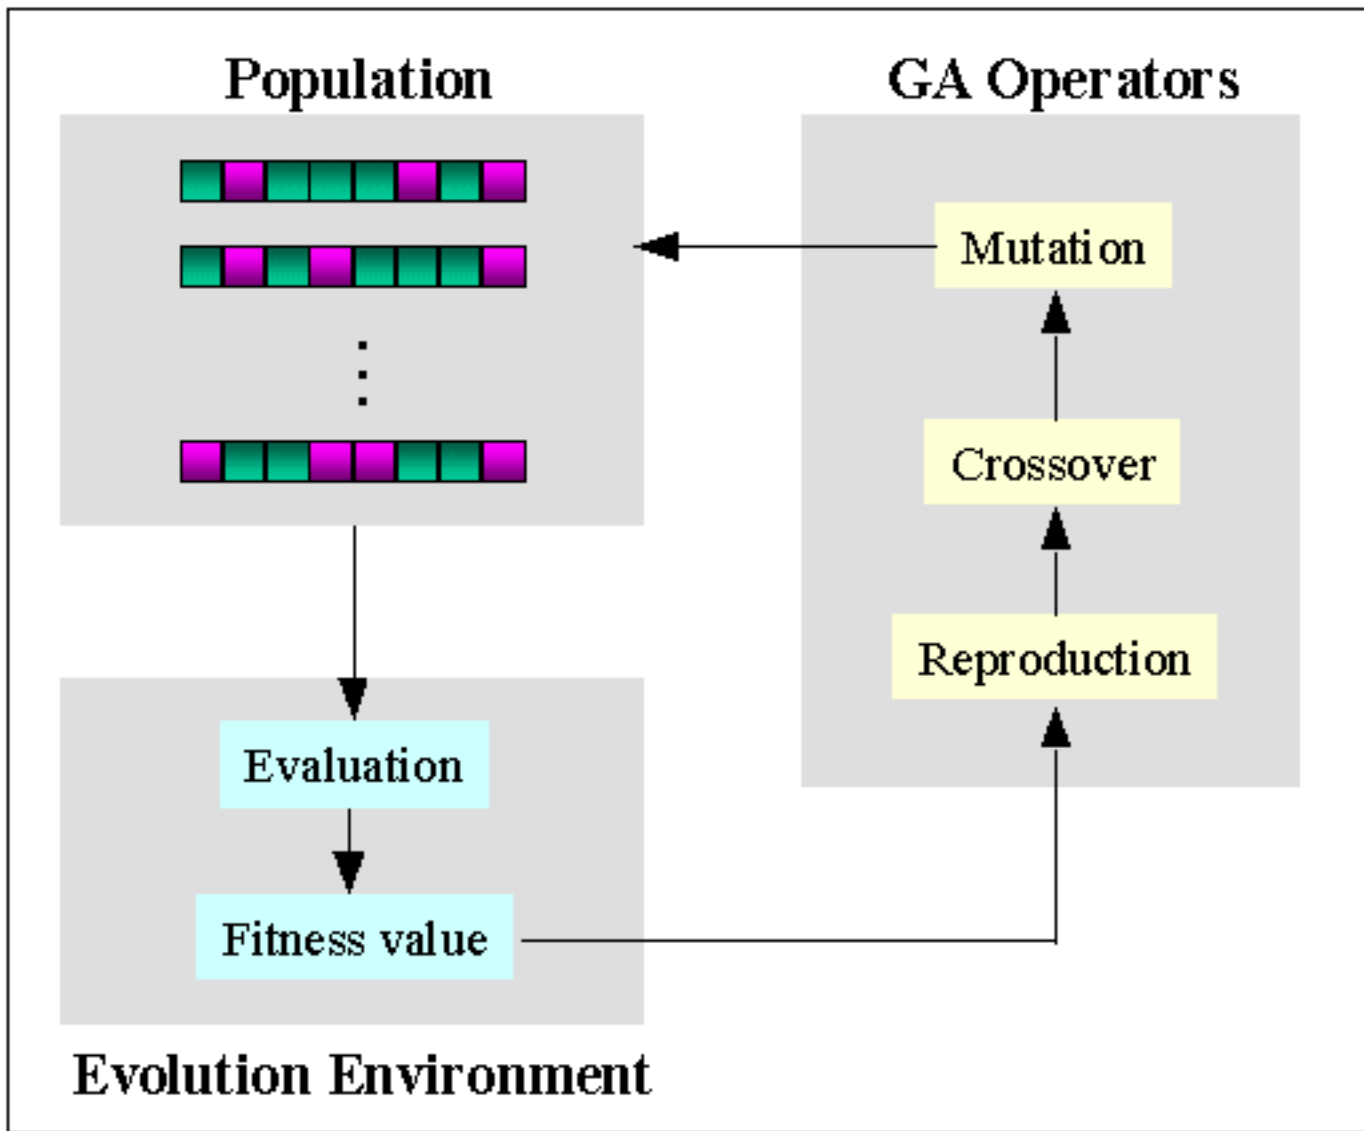 Population
GA Operators
Mutation
Crossover
Reproduction
Evaluation
Fitness value
Evolution Environment